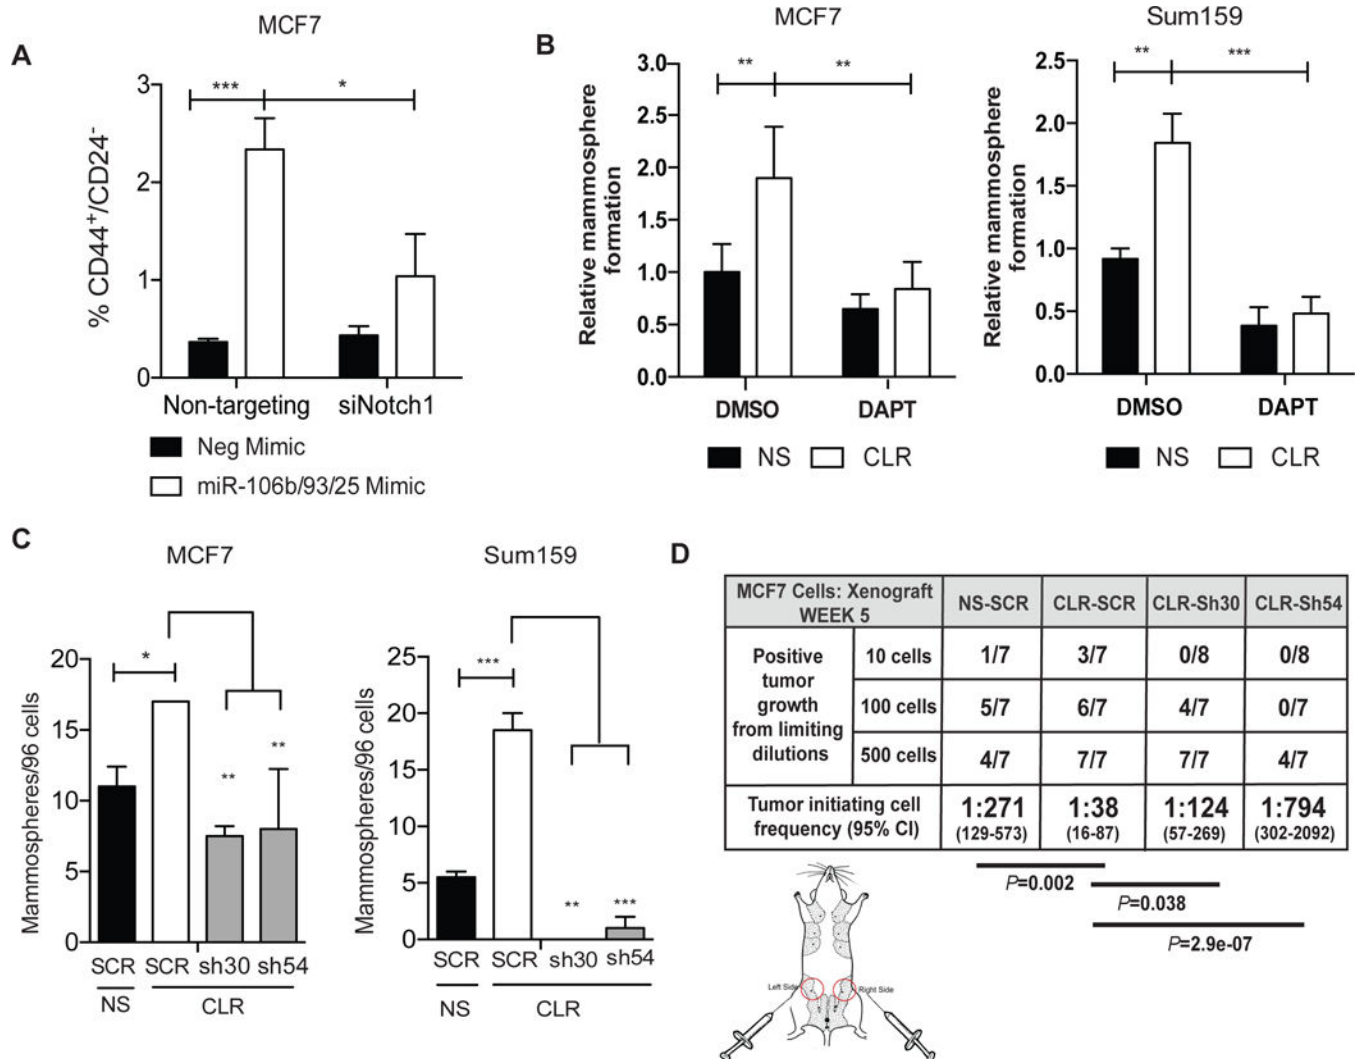 A
MCF7
% CD44+/CD24-
3
2
1
0
***
*
Non-targeting
siNotch1
Neg Mimic
miR-106b/93/25 Mimic
B
MCF7
Relative mammosphere
formation
3.0
2.5
2.0
1.5
1.0
0.5
0.0
**
**
DMSO
DAPT
NS
CLR
Sum159
Relative mammosphere
formation
2.5
2.0
1.5
1.0
0.5
0.0
**
***
DMSO
DAPT
NS
CLR
C
MCF7
Mammospheres/96 cells
20
15
10
5
0
*
**
**
SCR SCR sh30 sh54
NS CLR
Sum159
Mammospheres/96 cells
25
20
15
10
5
0
***
**
***
SCR SCR sh30 sh54
NS CLR
D
MCF7 Cells: Xenograft
WEEK 5
NS-SCR CLR-SCR CLR-Sh30 CLR-Sh54
Positive
tumor
growth
from limiting
dilutions
10 cells 1/7 3/7 0/8 0/8
100 cells 5/7 6/7 4/7 0/7
500 cells 4/7 7/7 7/7 4/7
Tumor initiating cell
frequency (95% CI)
1:271 1:38 1:124 1:794
(129-573) (16-87) (57-269) (302-2092)
P=0.002
P=0.038
P=2.9e-07
Left Side
Right Side